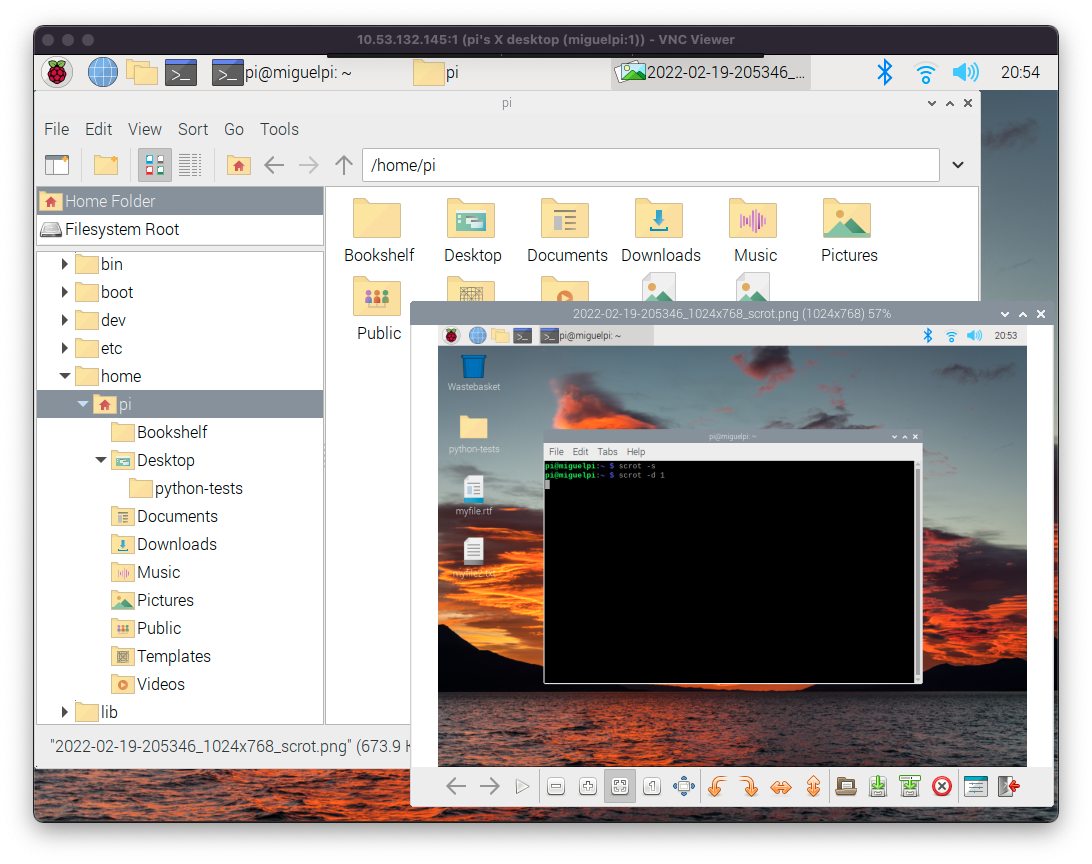 10.53.132.145:1 (pi's X desktop (miguelpi:1)) - VNC Viewer
pi@miguelpi: ~
pi
2022-02-19-205346_...
20:54
pi
File Edit View Sort Go Tools
/home/pi
Home Folder
Filesystem Root
bin
boot
dev
etc
home
pi
Bookshelf
Desktop
python-tests
Documents
Downloads
Music
Pictures
Public
Templates
Videos
lib
Bookshelf Desktop Documents Downloads Music Pictures
Public
"2022-02-19-205346_1024x768_scrot.png" (673.9 K
2022-02-19-205346_1024x768_scrot.png (1024x768) 57%
pi@miguelpi: ~
20:53
Wastebasket
python-tests
myfile.rtf
myfile2.txt
pi@miguelpi: ~
File Edit Tabs Help
pi@miguelpi:~ $ scrot -s
pi@miguelpi:~ $ scrot -d 1
1